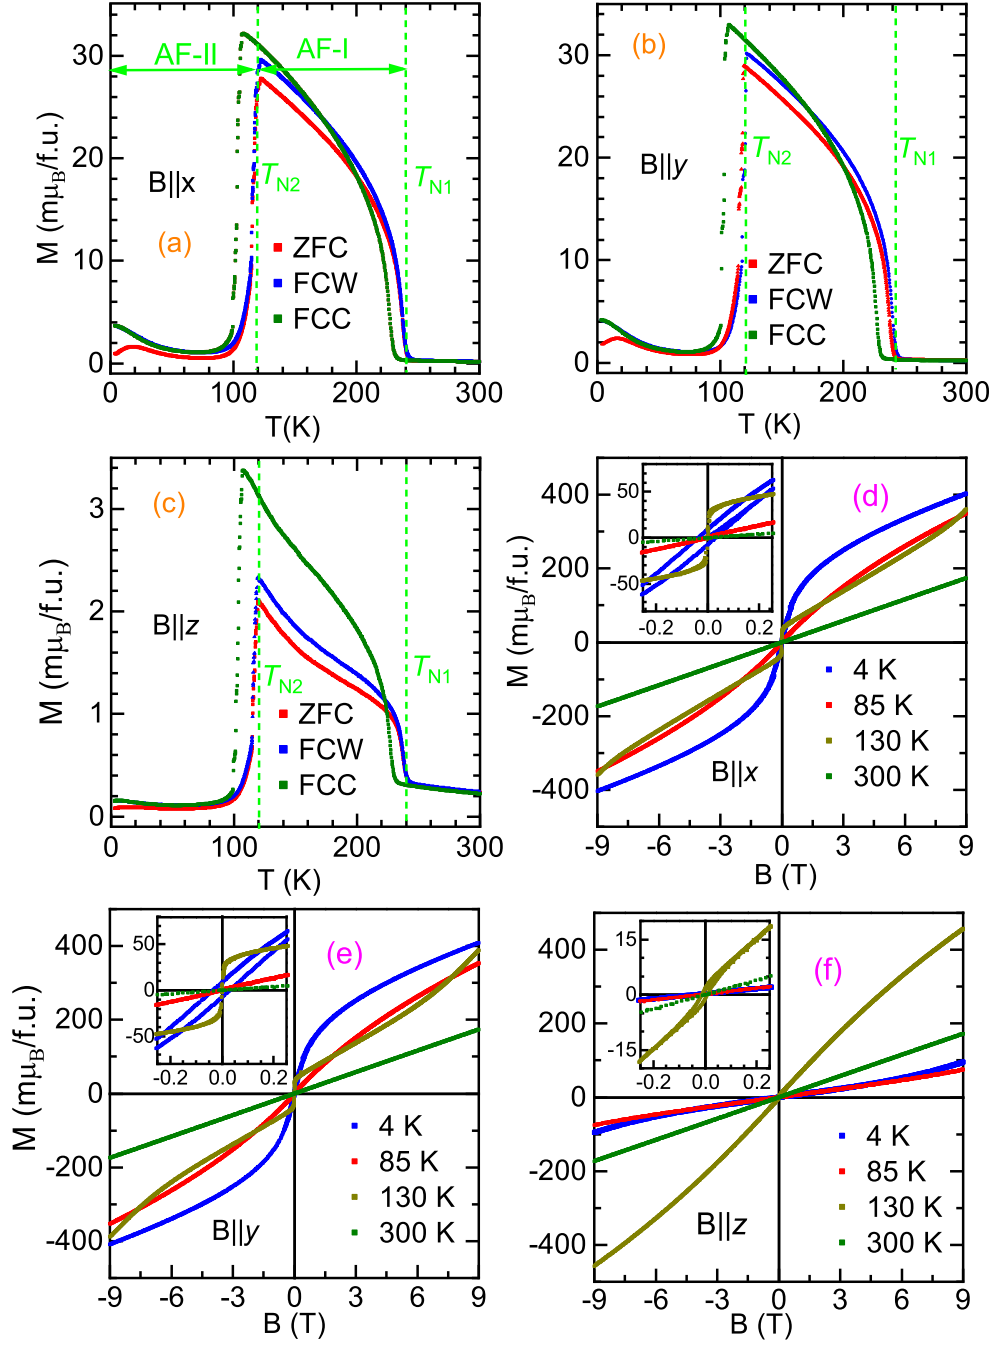 AF-II AF-I
30
20
10
0
M (mμB/f.u.)
B||x
(a)
TN2
TN1
ZFC
FCW
FCC
0 100 200 300
T(K)
(b)
30
20
10
0
B||y
TN2
TN1
ZFC
FCW
FCC
0 100 200 300
T (K)
(c)
3
2
1
0
M (mμB/f.u.)
B||z
TN2
TN1
ZFC
FCW
FCC
0 100 200 300
T (K)
(d)
400
200
0
-200
-400
M (mμB/f.u.)
50
0
-50
-0.2 0.0 0.2
4 K
85 K
130 K
300 K
B||x
-9 -6 -3 0 3 6 9
B (T)
(e)
400
200
0
-200
-400
M (mμB/f.u.)
50
0
-50
-0.2 0.0 0.2
4 K
85 K
130 K
300 K
B||y
-9 -6 -3 0 3 6 9
B (T)
(f)
400
200
0
-200
-400
15
0
-15
-0.2 0.0 0.2
4 K
85 K
130 K
300 K
B||z
-9 -6 -3 0 3 6 9
B (T)